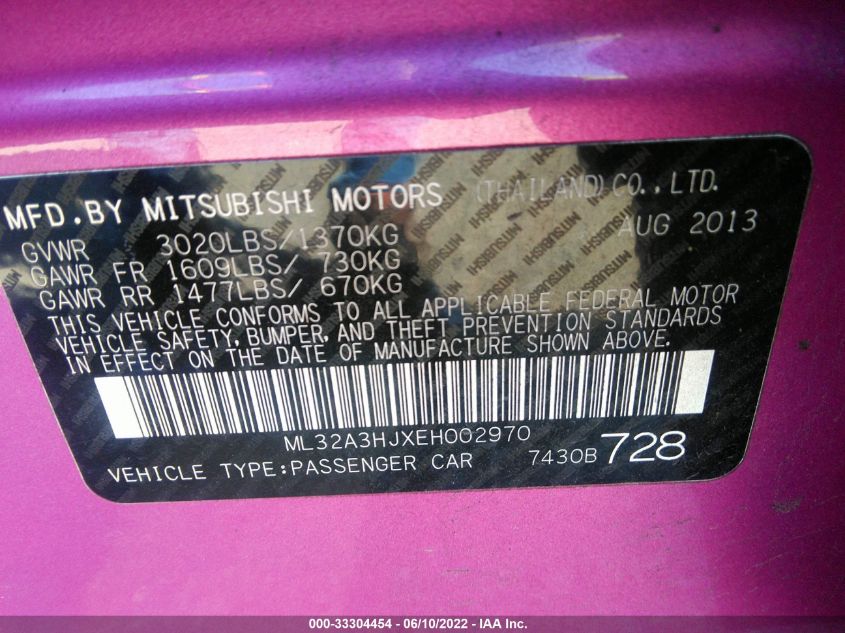 MFD.BY MITSUBISHI MOTORS (THAILAND)CO.,LTD.
AUG 2013
GVWR 3020LBS/1370KG
GAWR FR 1609LBS/ 730KG
GAWR RR 1477LBS/ 670KG
THIS VEHICLE CONFORMS TO ALL APPLICABLE FEDERAL MOTOR
VEHICLE SAFETY, BUMPER, AND THEFT PREVENTION STANDARDS
IN EFFECT ON THE DATE OF MANUFACTURE SHOWN ABOVE.
ML32A3HJXEH002970
VEHICLE TYPE:PASSENGER CAR 7430B 728
000-33304454 - 06/10/2022 - IAA Inc.